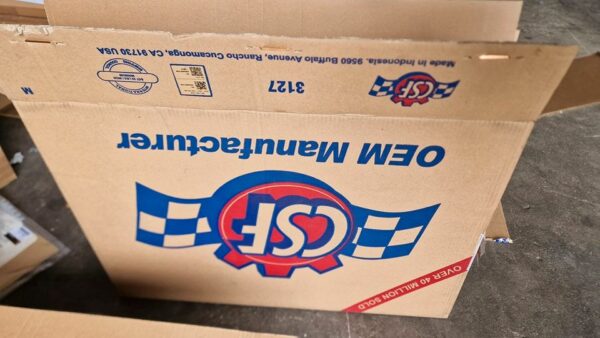 CSF
3127
Made in Indonesia. 9560 Buffalo Avenue, Rancho Cucamonga, CA 91730 USA
M
OEM Manufacturer
CSF
OVER 40 MILLION SOLD